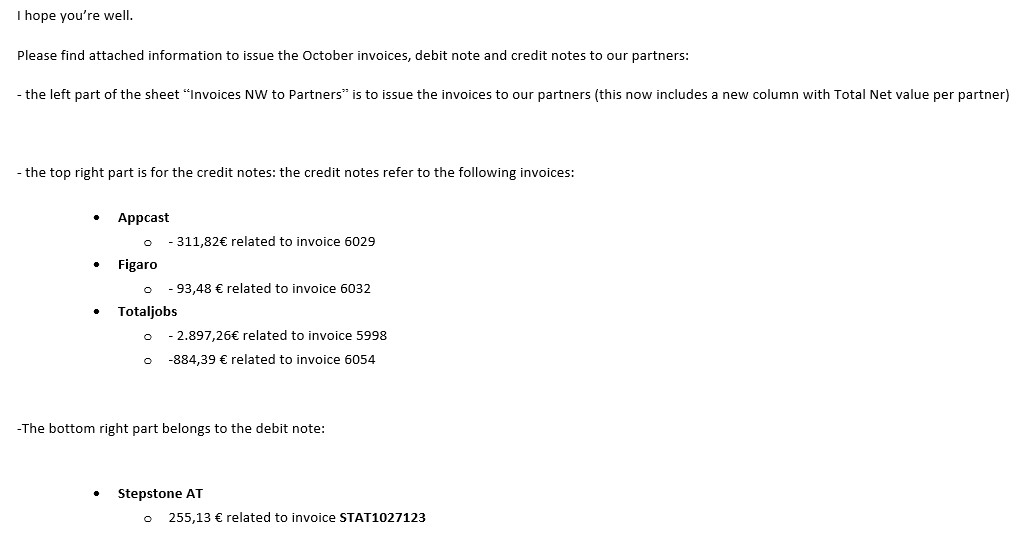 I hope you’re well.
Please find attached information to issue the October invoices, debit note and credit notes to our partners:
- the left part of the sheet “Invoices NW to Partners” is to issue the invoices to our partners (this now includes a new column with Total Net value per partner)
- the top right part is for the credit notes: the credit notes refer to the following invoices:
• Appcast
o - 311,82€ related to invoice 6029
• Figaro
o - 93,48 € related to invoice 6032
• Totaljobs
o - 2.897,26€ related to invoice 5998
o -884,39 € related to invoice 6054
-The bottom right part belongs to the debit note:
• Stepstone AT
o 255,13 € related to invoice STAT1027123